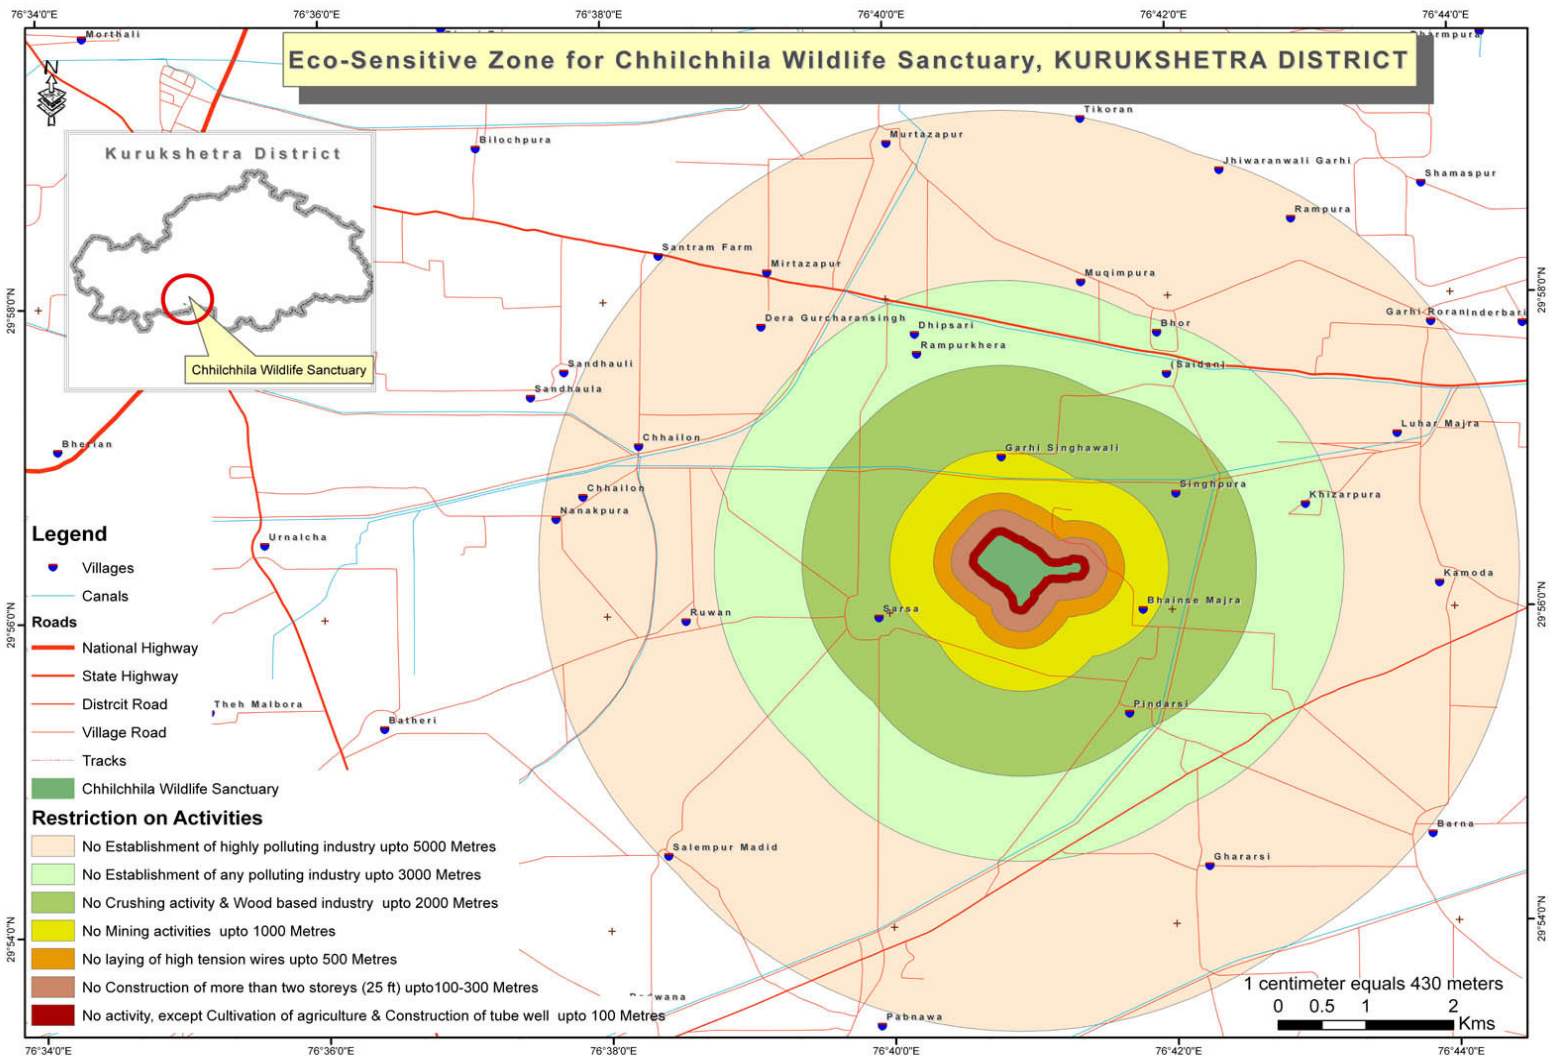 76°34'0"E 76°36'0"E 76°38'0"E 76°40'0"E 76°42'0"E 76°44'0"E
Eco-Sensitive Zone for Chhilchhila Wildlife Sanctuary, KURUKSHETRA DISTRICT
Morthali
N
Kurukshetra District
Chhilchhila Wildlife Sanctuary
Tikoran
Murtazapur
Bilochpura
Jhiwaranwali Garhi
Shamaspur
Rampura
Santram Farm
Mirtazapur
Muqimpura
29°58'0"N
29°58'0"N
Dera Gurcharansingh
Dhipsari
Bhor
Garhi Roran
Inderbari
Rampurkhera
(Saidan)
Sandhauli
Sandhaula
Luhar Majra
Bherian
Chhailon
Garhi Singhawali
Singhpura
Chhailon
Khizarpura
Nanakpura
Urnalcha
Kamoda
Bhainse Majra
Sarsa
Ruwan
29°56'0"N
29°56'0"N
Theh Malbora
Batheri
Pindarsi
Barna
Salempur Madid
Ghararsi
29°54'0"N
29°54'0"N
Pabnawa
Legend
Villages
Canals
Roads
National Highway
State Highway
Distrcit Road
Village Road
Tracks
Chhilchhila Wildlife Sanctuary
Restriction on Activities
No Establishment of highly polluting industry upto 5000 Metres
No Establishment of any polluting industry upto 3000 Metres
No Crushing activity & Wood based industry upto 2000 Metres
No Mining activities upto 1000 Metres
No laying of high tension wires upto 500 Metres
No Construction of more than two storeys (25 ft) upto100-300 Metres
No activity, except Cultivation of agriculture & Construction of tube well upto 100 Metres
1 centimeter equals 430 meters
0 0.5 1 2
Kms
76°34'0"E 76°36'0"E 76°38'0"E 76°40'0"E 76°42'0"E 76°44'0"E